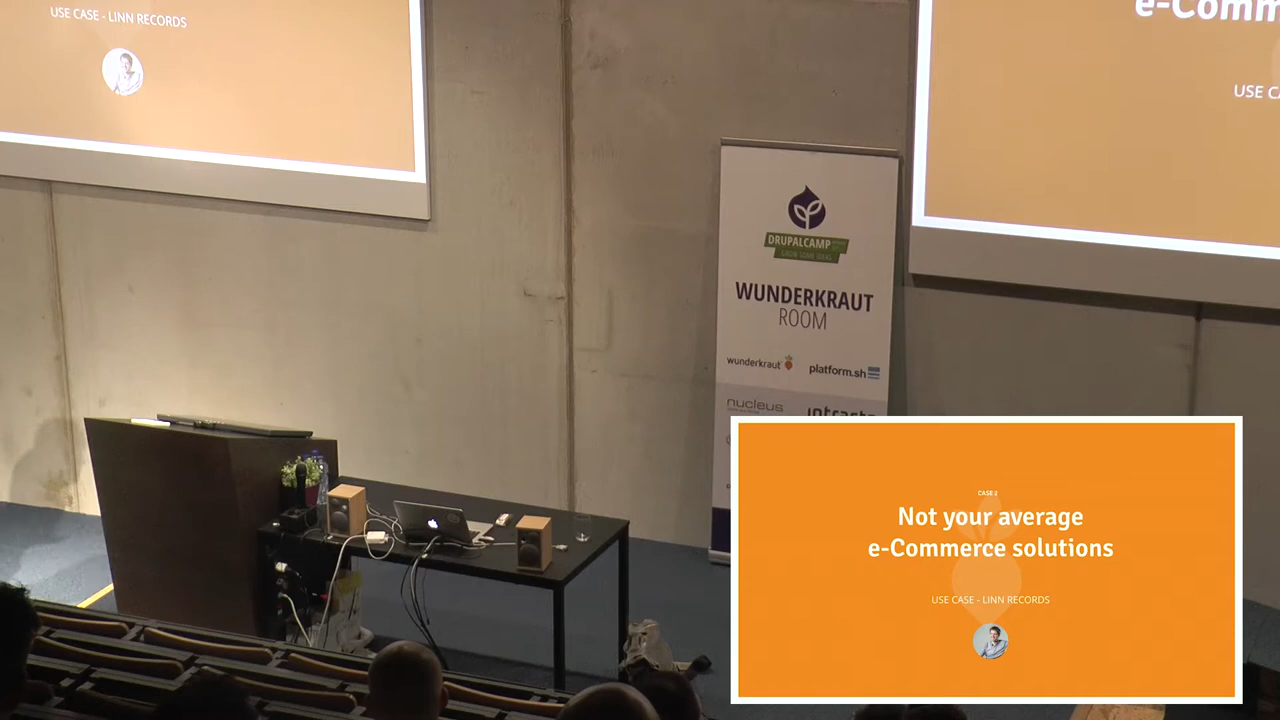 USE CASE - LINN RECORDS
e-Comm
USE CA
DRUPALCAMP
GROW SOME IDEAS
WUNDERKRAUT
ROOM
wunderkraut
platform.sh
nucleus
CASE 2
Not your average
e-Commerce solutions
USE CASE - LINN RECORDS